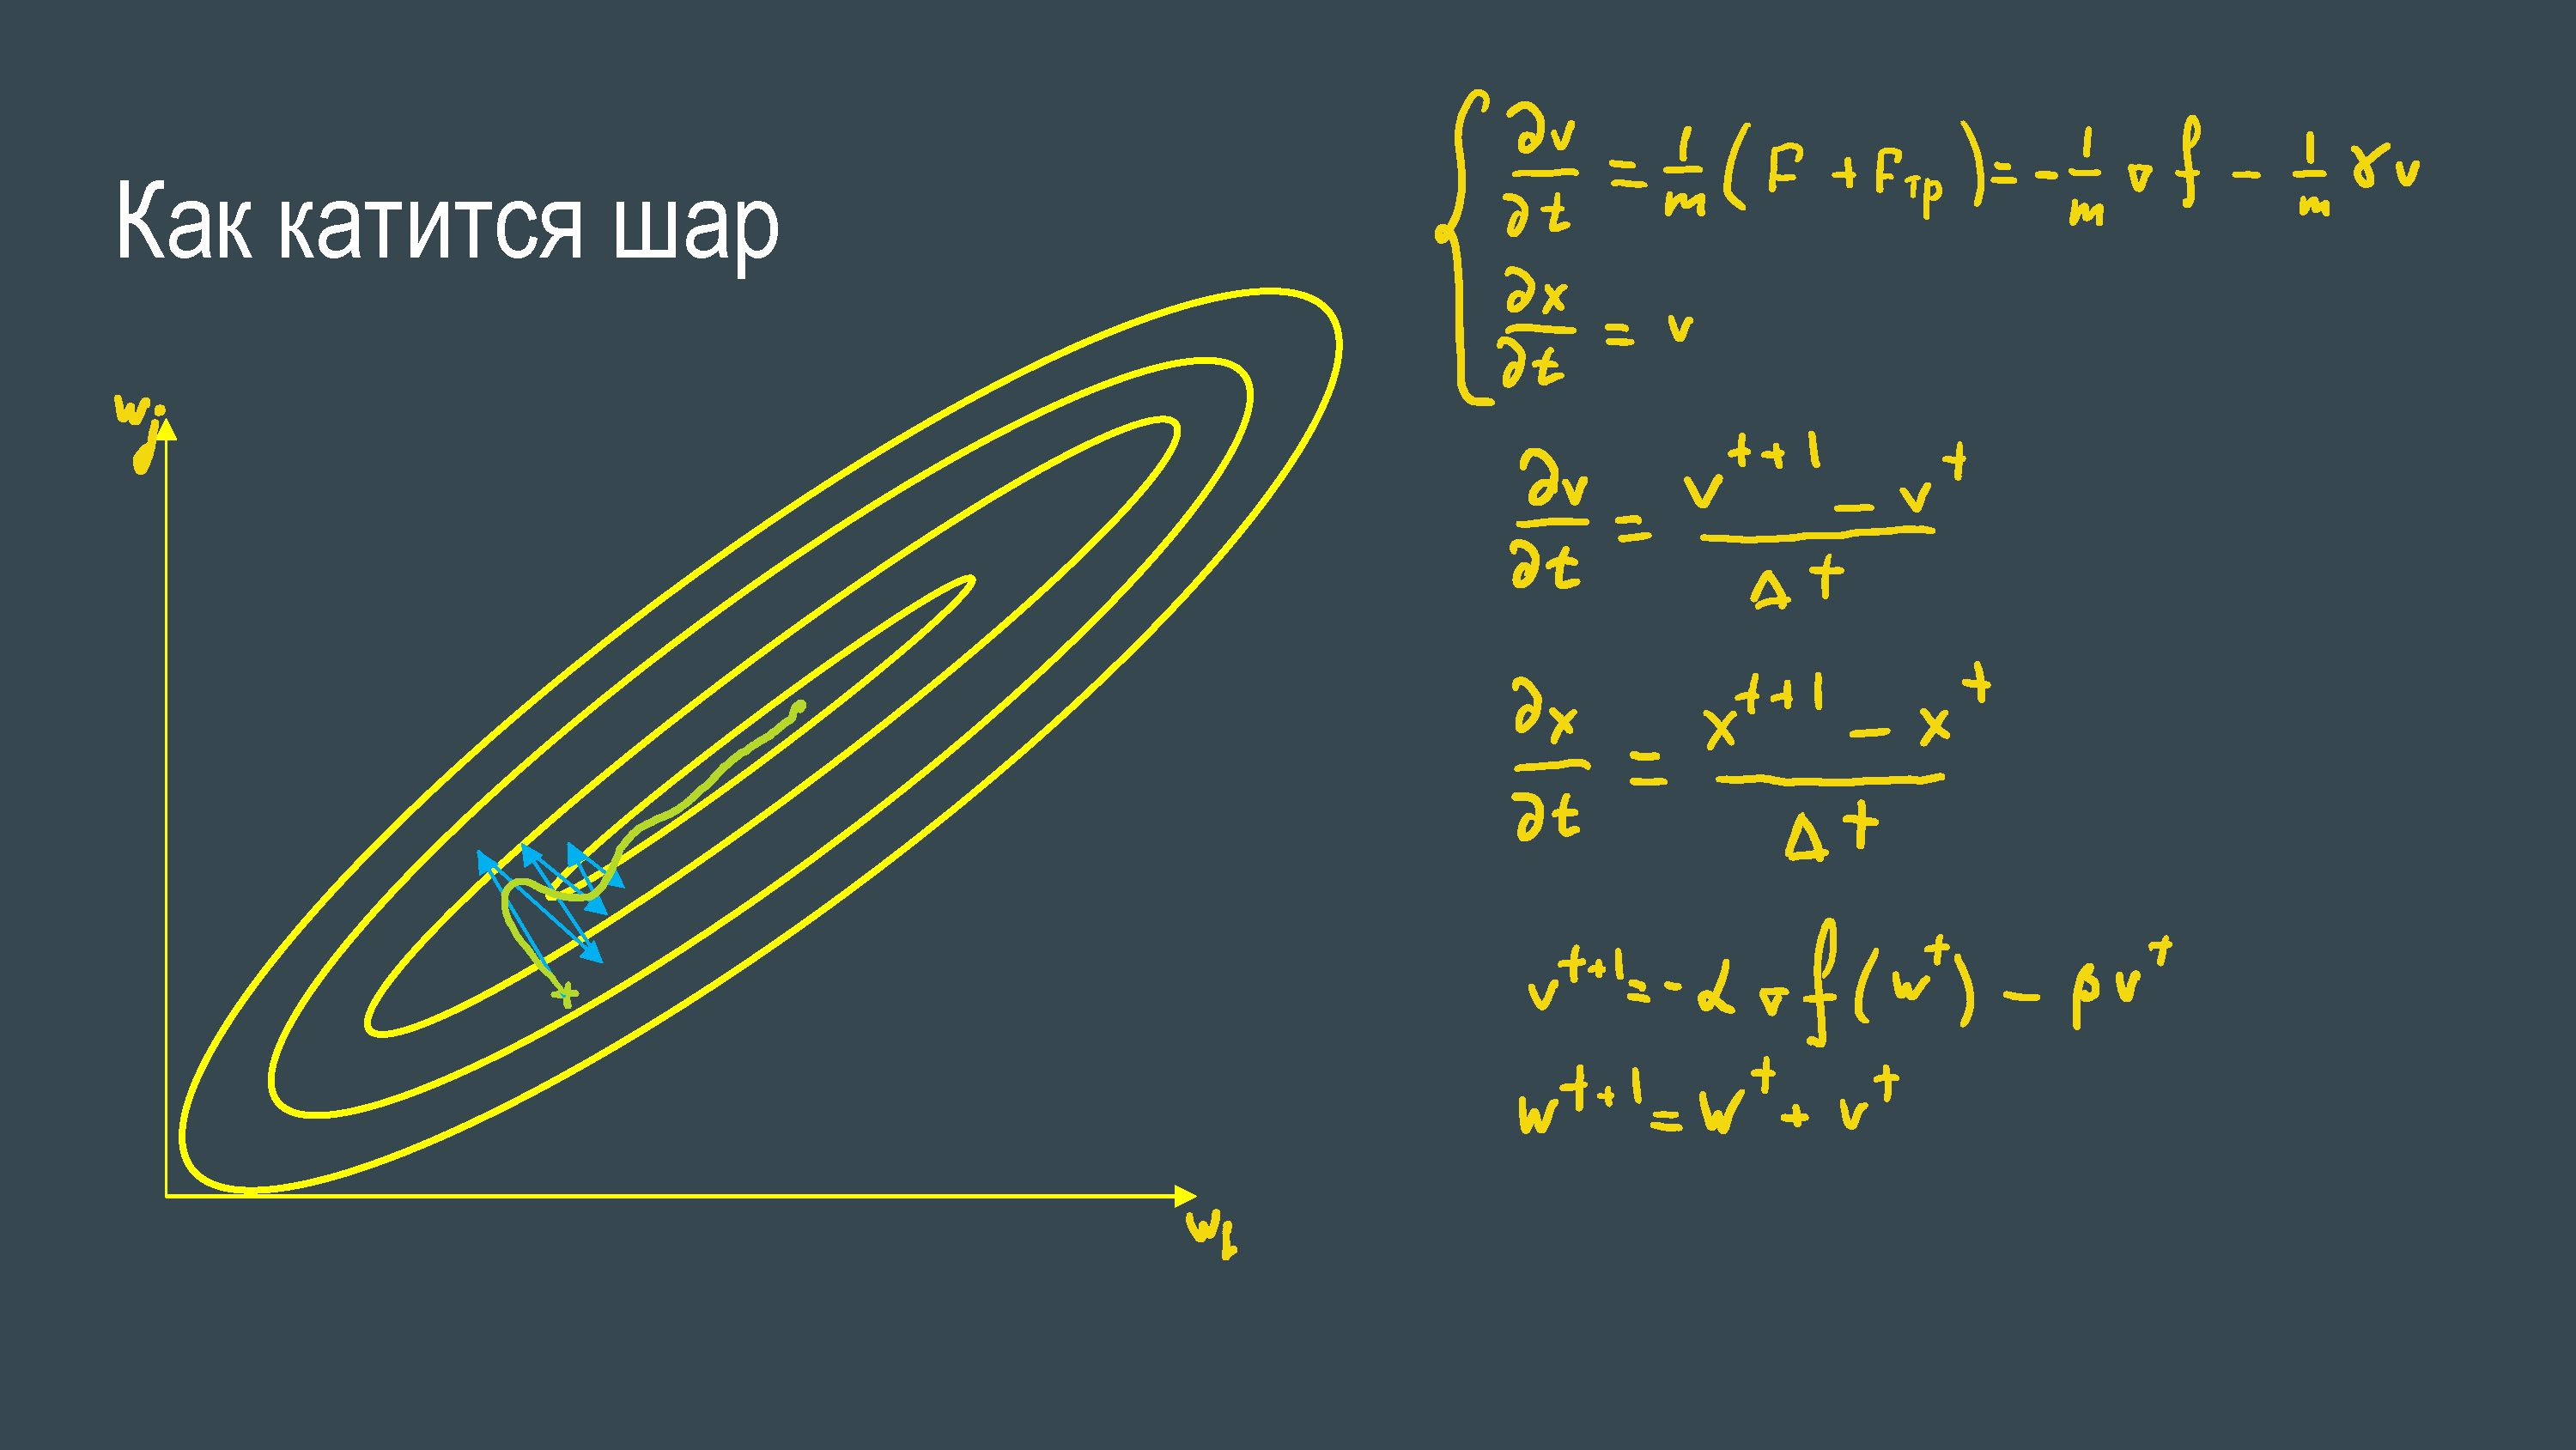 Как катится шар
∂v/∂t = 1/m (F + Fтр) = - 1/m ∇f - 1/m γv
∂x/∂t = v
∂v/∂t = (v^{t+1} - v^t)/Δt
∂x/∂t = (x^{t+1} - x^t)/Δt
v^{t+1} = -α∇f(w^t) - βv^t
w^{t+1} = w^t + v^t
w_j
w_i